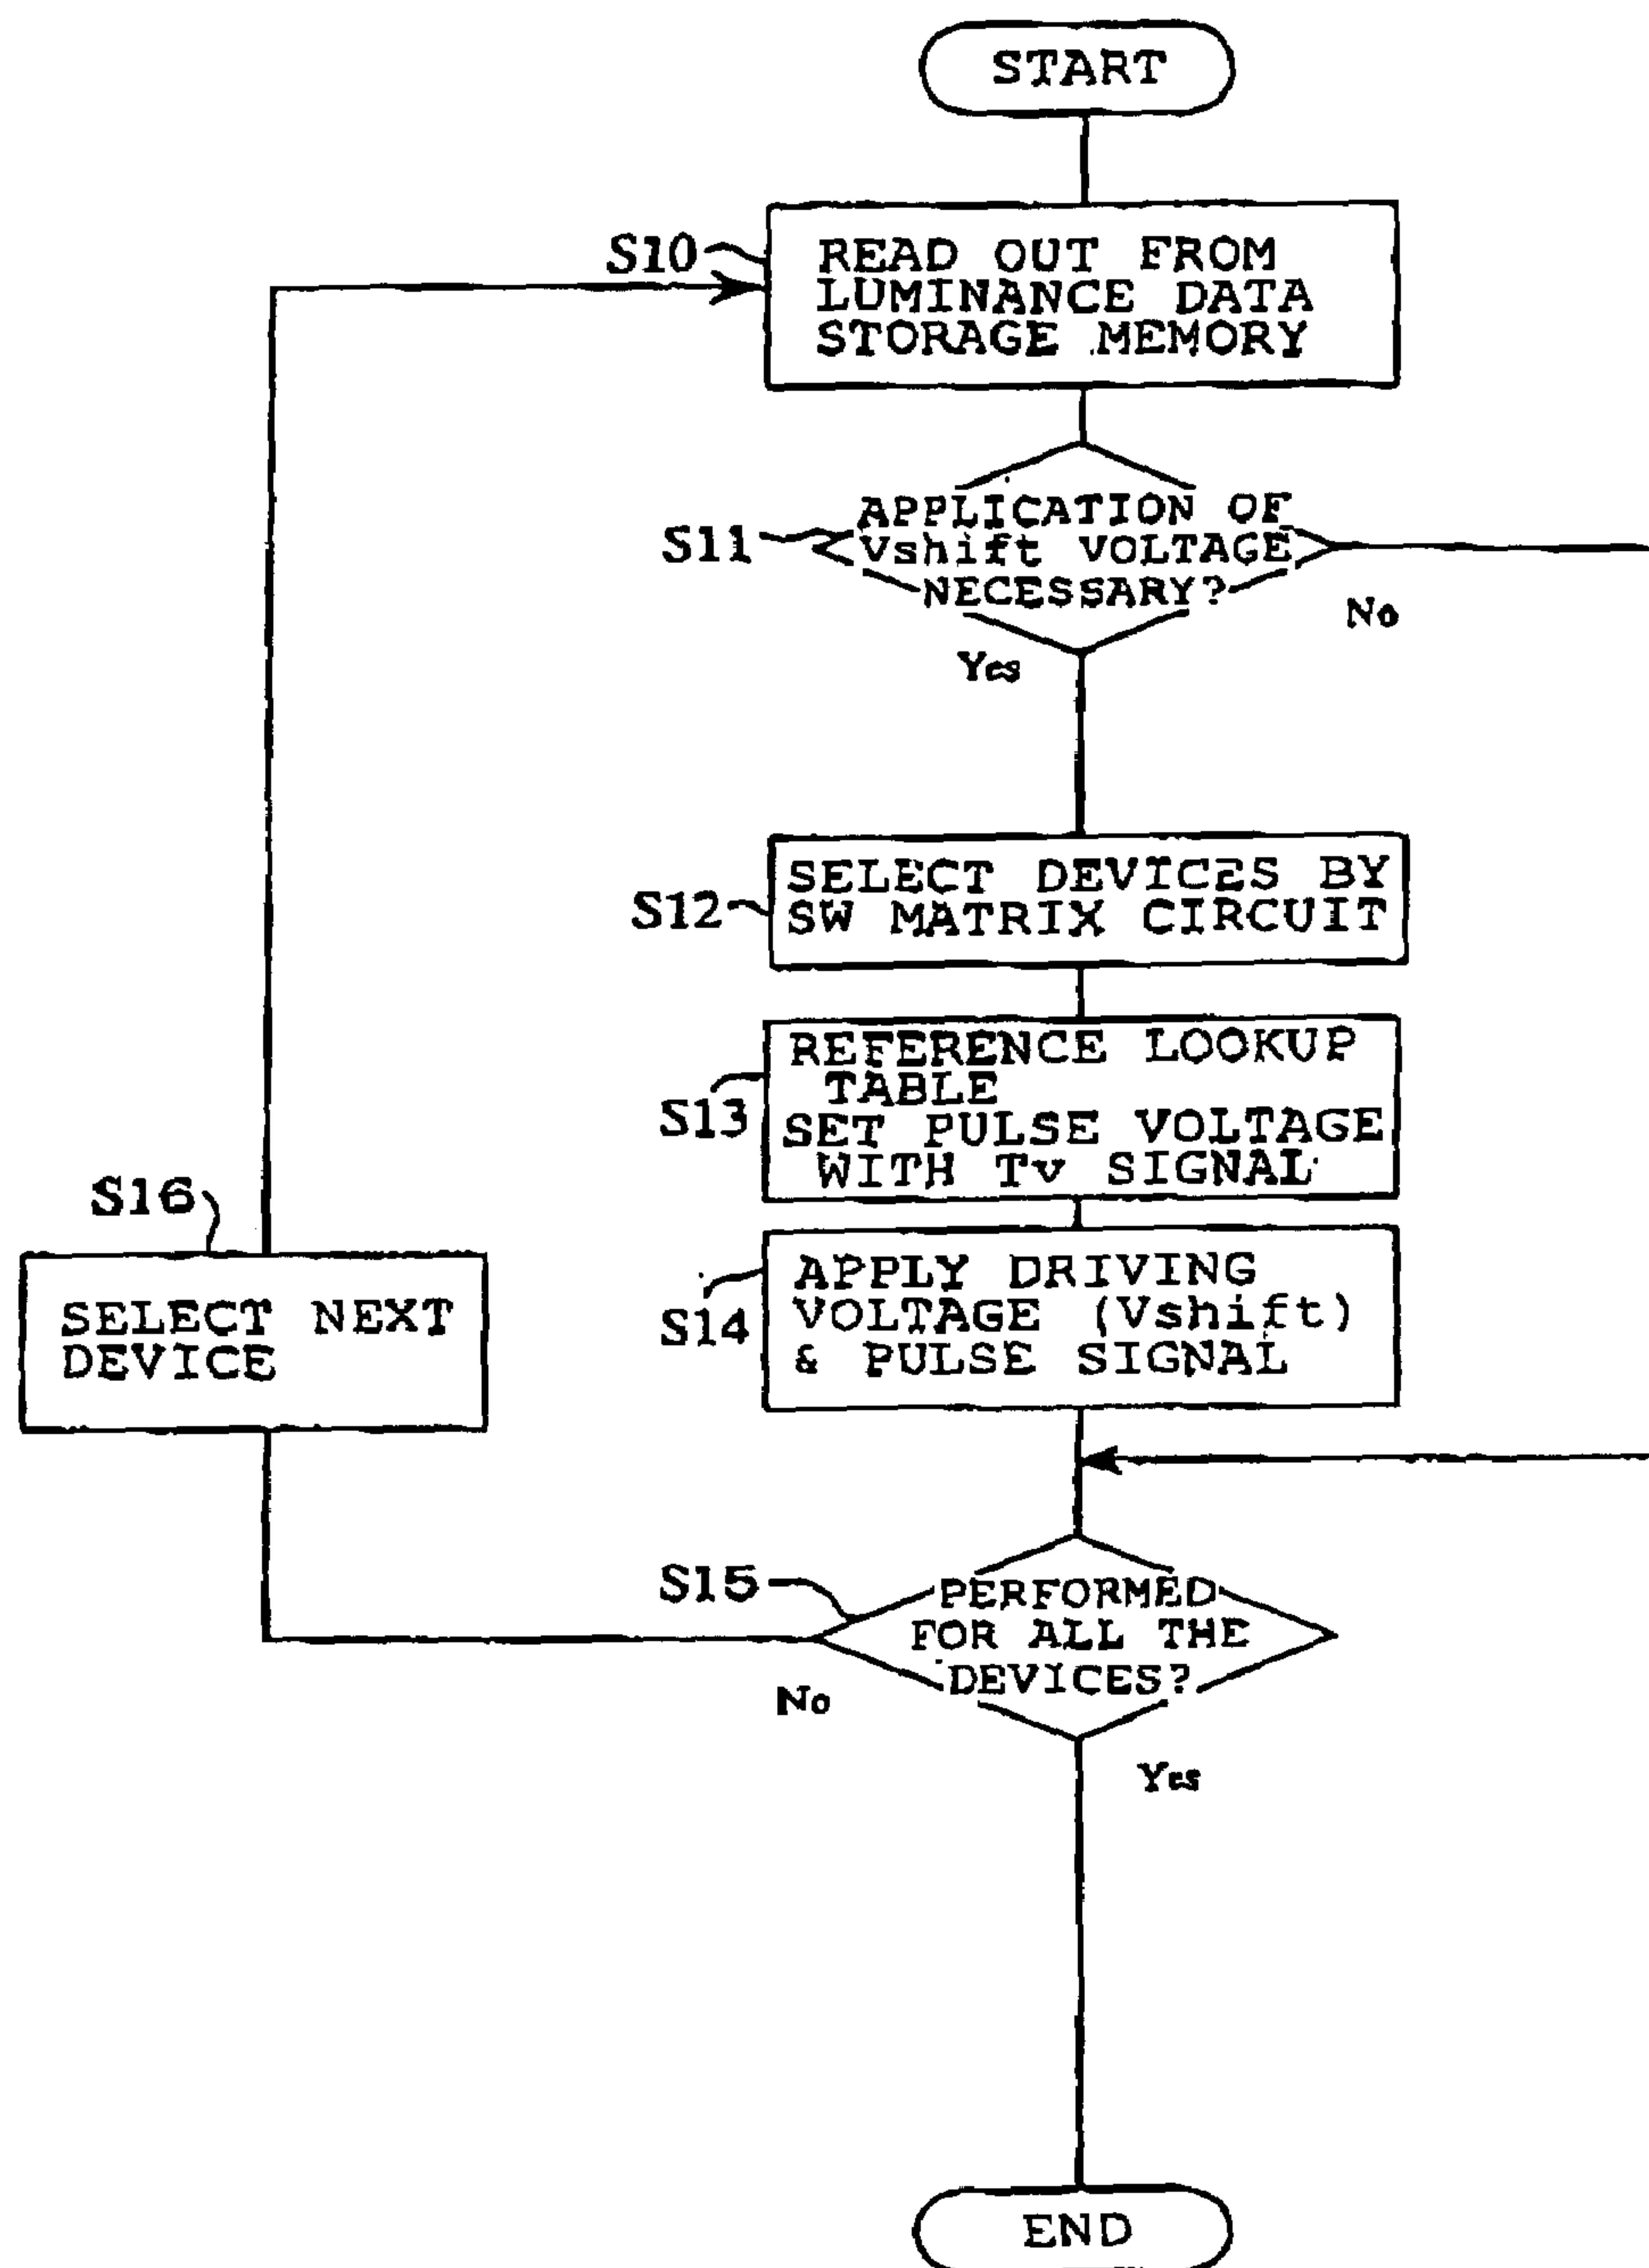 START
S10
READ OUT FROM
LUMINANCE DATA
STORAGE MEMORY
S11
APPLICATION OF
Vshift VOLTAGE
NECESSARY?
No
Yes
S12
SELECT DEVICES BY
SW MATRIX CIRCUIT
S13
REFERENCE LOOKUP
TABLE
SET PULSE VOLTAGE
WITH Tv SIGNAL
S14
APPLY DRIVING
VOLTAGE (Vshift)
& PULSE SIGNAL
S16
SELECT NEXT
DEVICE
S15
PERFORMED
FOR ALL THE
DEVICES?
No
Yes
END